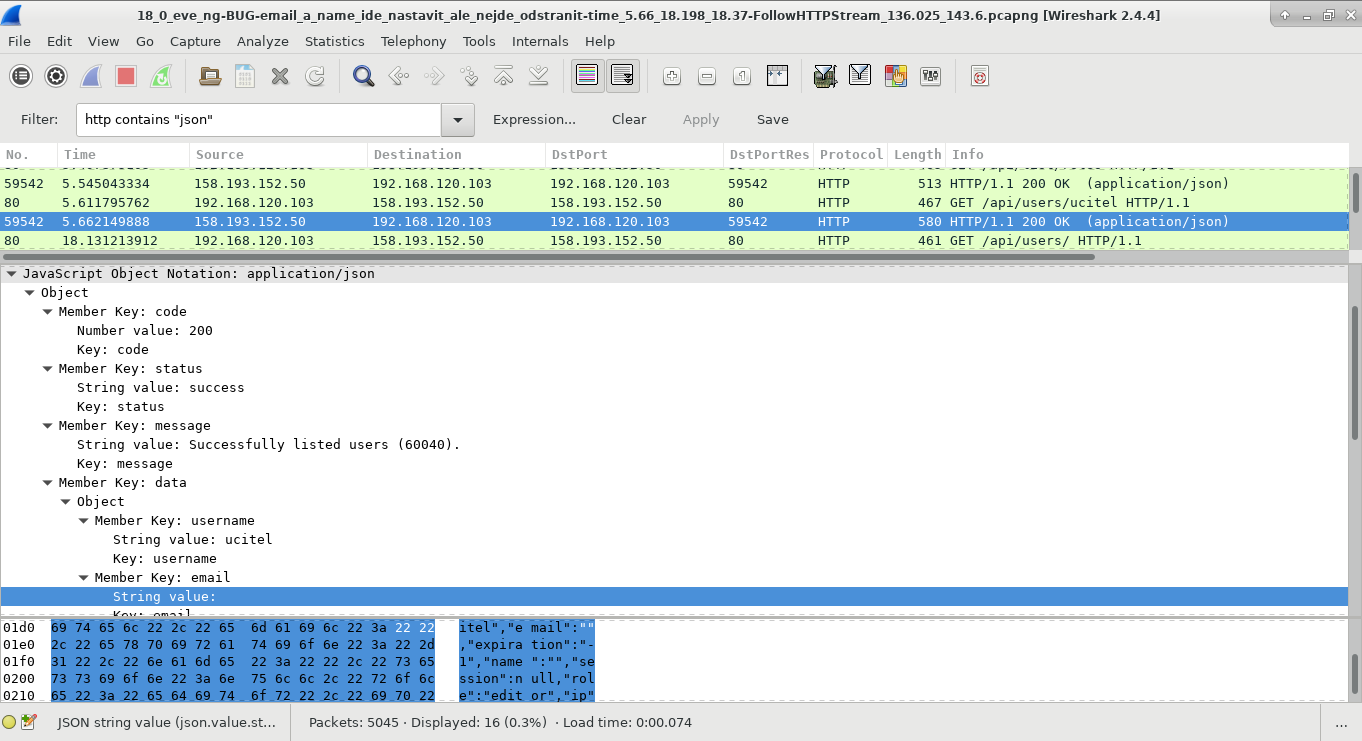 18_0_eve_ng-BUG-email_a_name_ide_nastavit_ale_nejde_odstranit-time_5.66_18.198_18.37-FollowHTTPStream_136.025_143.6.pcapng [Wireshark 2.4.4]
File Edit View Go Capture Analyze Statistics Telephony Tools Internals Help
Filter: http contains "json" Expression... Clear Apply Save
No. Time Source Destination DstPort DstPortRes Protocol Length Info
59542 5.545043334 158.193.152.50 192.168.120.103 192.168.120.103 59542 HTTP 513 HTTP/1.1 200 OK (application/json)
80 5.611795762 192.168.120.103 158.193.152.50 158.193.152.50 80 HTTP 467 GET /api/users/ucitel HTTP/1.1
59542 5.662149888 158.193.152.50 192.168.120.103 192.168.120.103 59542 HTTP 580 HTTP/1.1 200 OK (application/json)
80 18.131213912 192.168.120.103 158.193.152.50 158.193.152.50 80 HTTP 461 GET /api/users/ HTTP/1.1
JavaScript Object Notation: application/json
Object
Member Key: code
Number value: 200
Key: code
Member Key: status
String value: success
Key: status
Member Key: message
String value: Successfully listed users (60040).
Key: message
Member Key: data
Object
Member Key: username
String value: ucitel
Key: username
Member Key: email
String value:
Key: email
01d0 69 74 65 6c 22 2c 22 65 6d 61 69 6c 22 3a 22 22 itel","e mail":""
01e0 2c 22 65 78 70 69 72 61 74 69 6f 6e 22 3a 22 2d ,"expira tion":"-
01f0 31 22 2c 22 6e 61 6d 65 22 3a 22 22 2c 22 73 65 1","name ":"","se
0200 73 73 69 6f 6e 22 3a 6e 75 6c 6c 2c 22 72 6f 6c ssion":n ull,"rol
0210 65 22 3a 22 65 64 69 74 6f 72 22 2c 22 69 70 22 e":"edit or","ip"
JSON string value (json.value.st... Packets: 5045 · Displayed: 16 (0.3%) · Load time: 0:00.074 ...